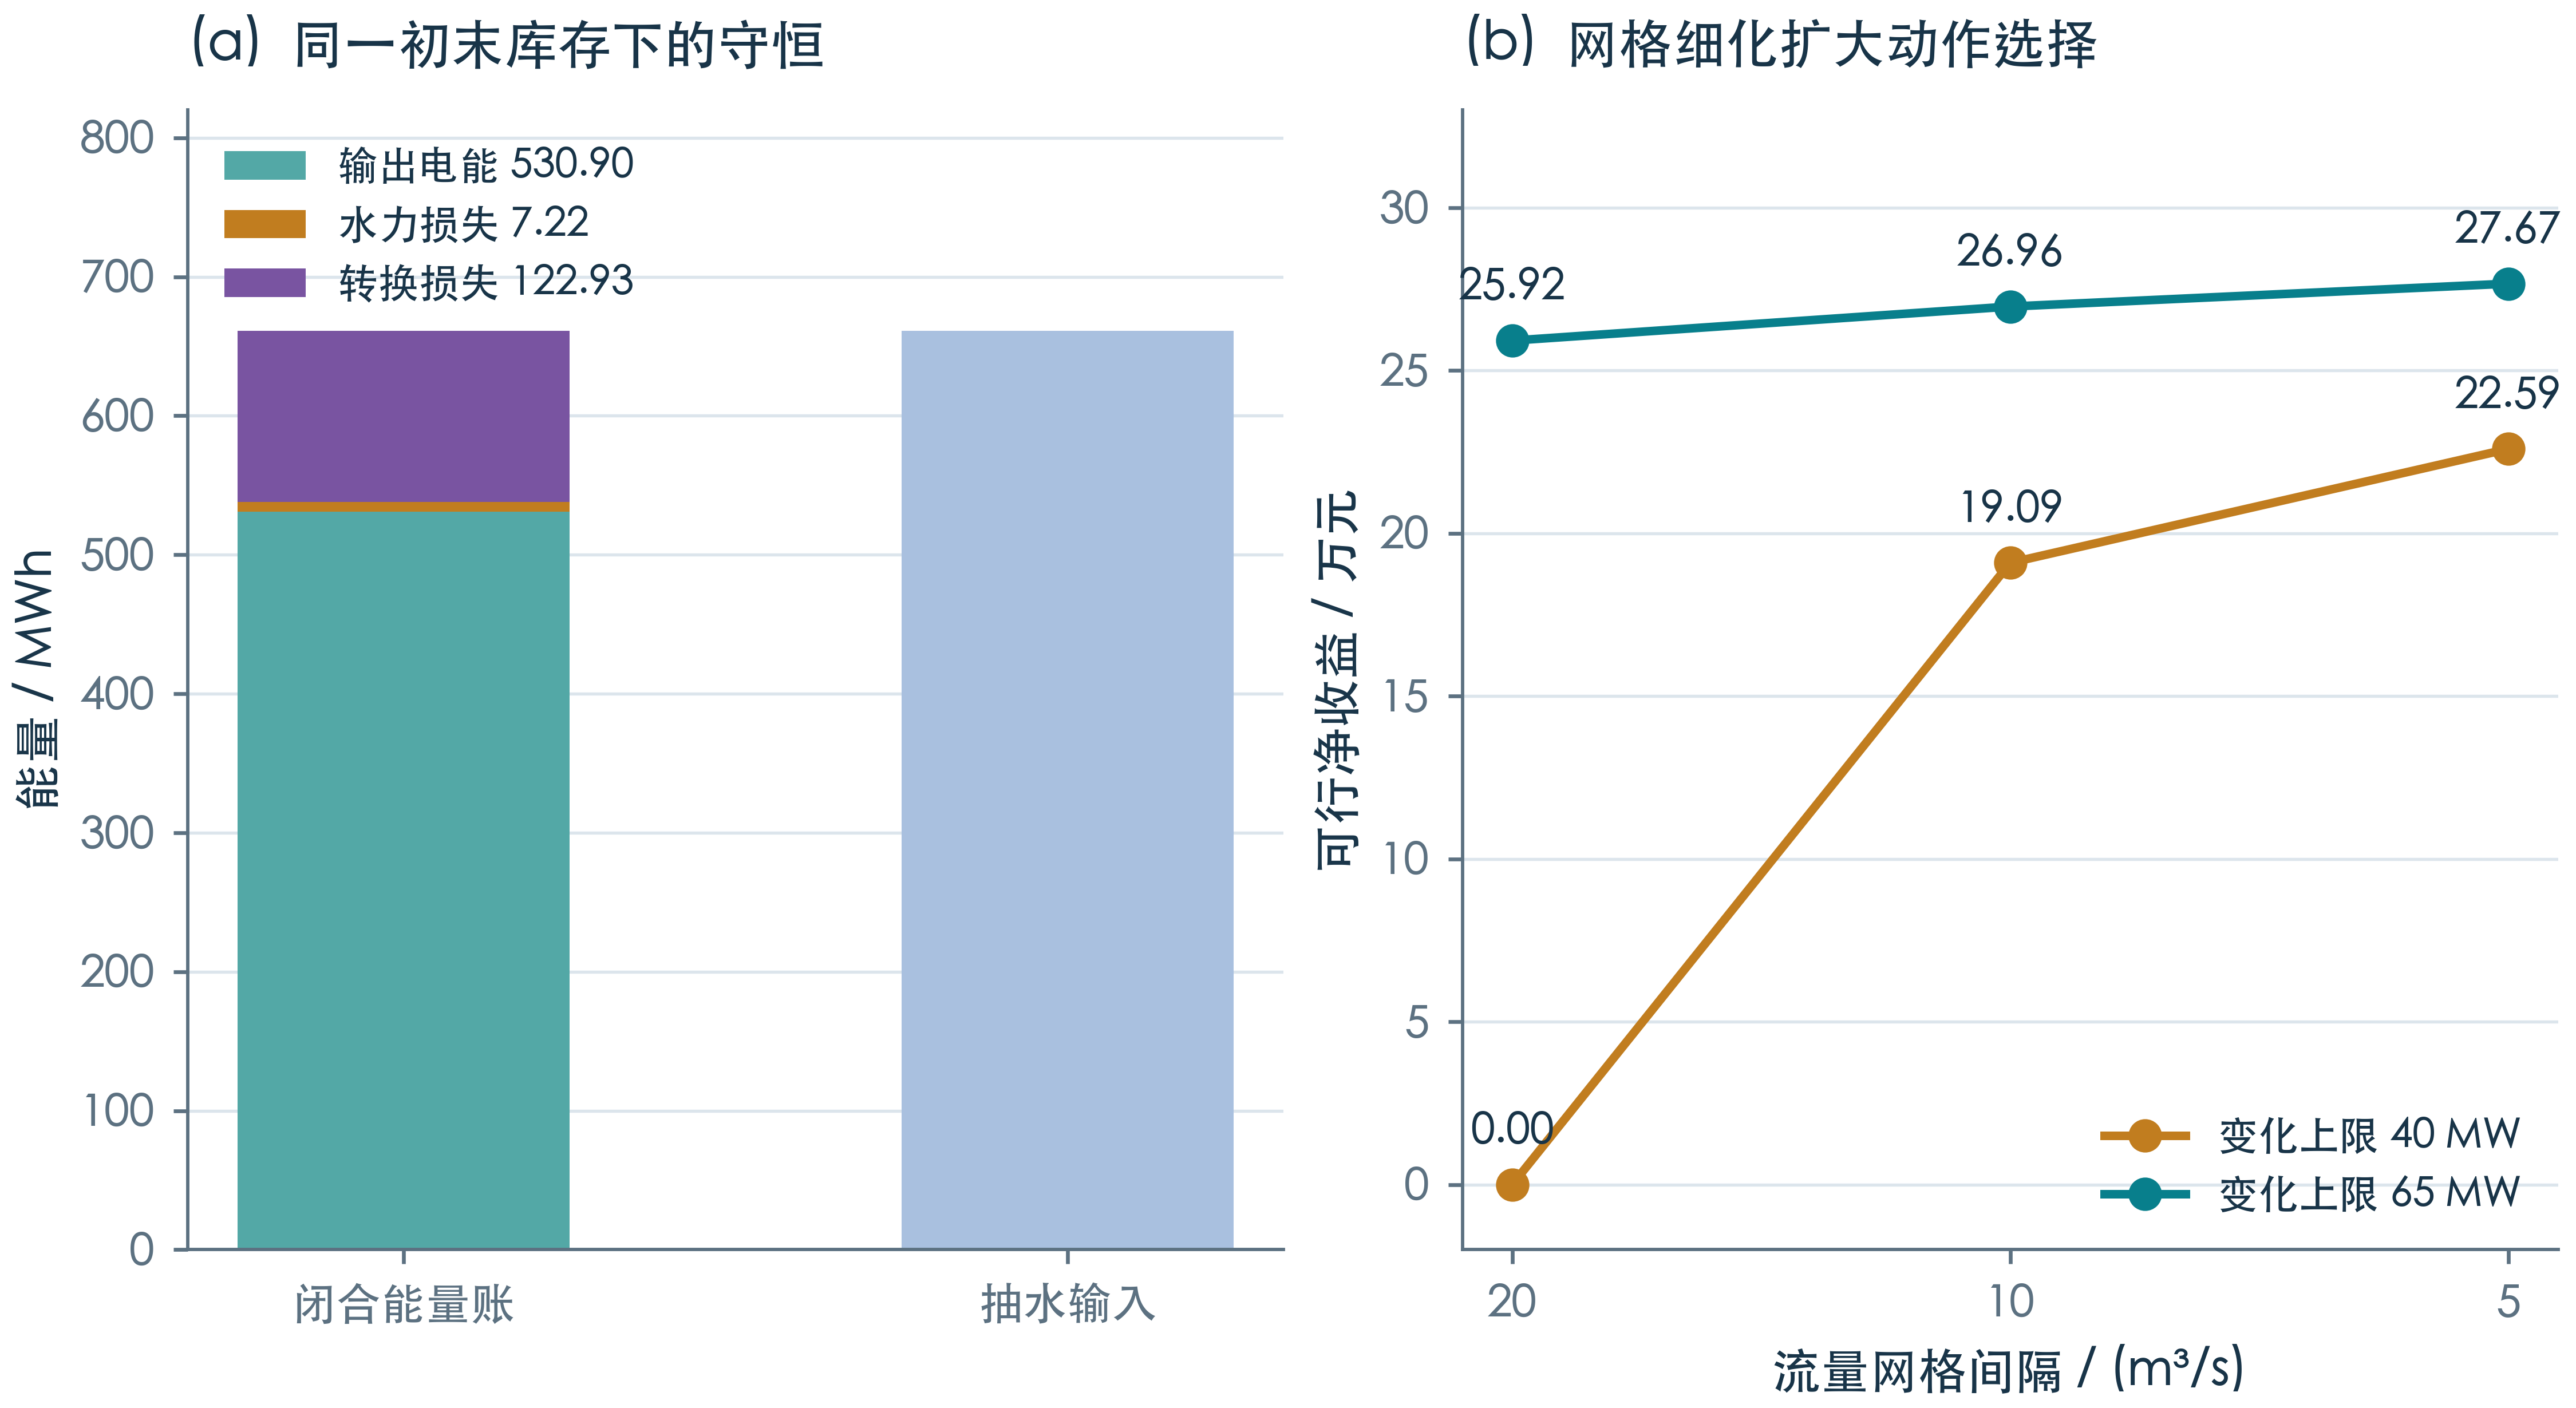 (a) 同一初末库存下的守恒
能量 / MWh
800
700
600
500
400
300
200
100
0
输出电能 530.90
水力损失 7.22
转换损失 122.93
闭合能量账
抽水输入
(b) 网格细化扩大动作选择
可行净收益 / 万元
30
25
20
15
10
5
0
25.92
26.96
27.67
0.00
19.09
22.59
变化上限 40 MW
变化上限 65 MW
20
10
5
流量网格间隔 / (m³/s)